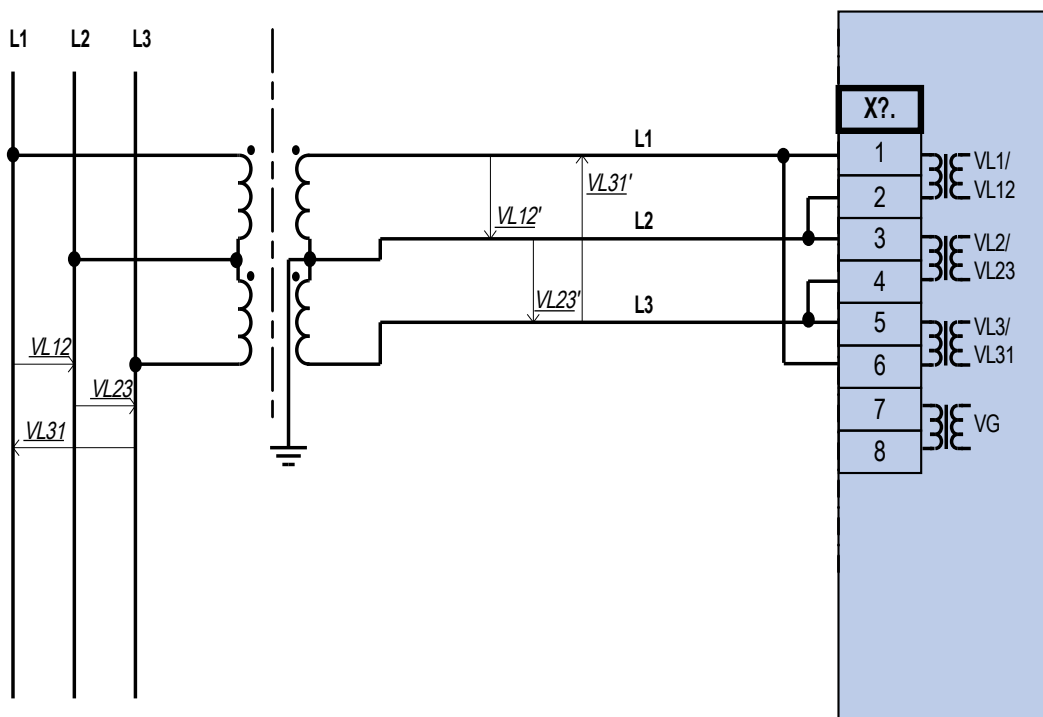 L1 L2 L3
X?.
L1
1
VL1/
VL31'
2
VL12
VL12'
L2
3
VL2/
4
VL23
VL23'
L3
5
VL3/
VL12
6
VL31
VL23
7
VG
VL31
8